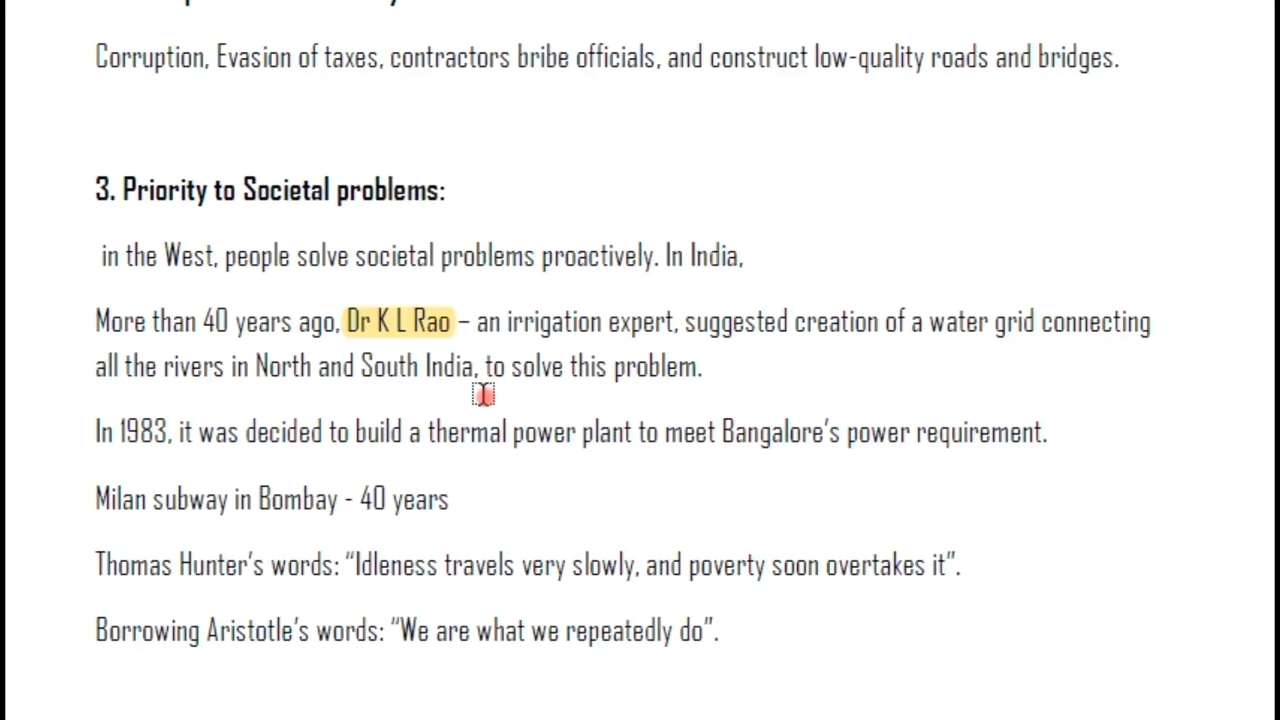 Corruption, Evasion of taxes, contractors bribe officials, and construct low-quality roads and bridges.
3. Priority to Societal problems:
in the West, people solve societal problems proactively. In India,
More than 40 years ago, Dr K L Rao – an irrigation expert, suggested creation of a water grid connecting
all the rivers in North and South India, to solve this problem.
In 1983, it was decided to build a thermal power plant to meet Bangalore’s power requirement.
Milan subway in Bombay - 40 years
Thomas Hunter’s words: “Idleness travels very slowly, and poverty soon overtakes it”.
Borrowing Aristotle’s words: “We are what we repeatedly do”.